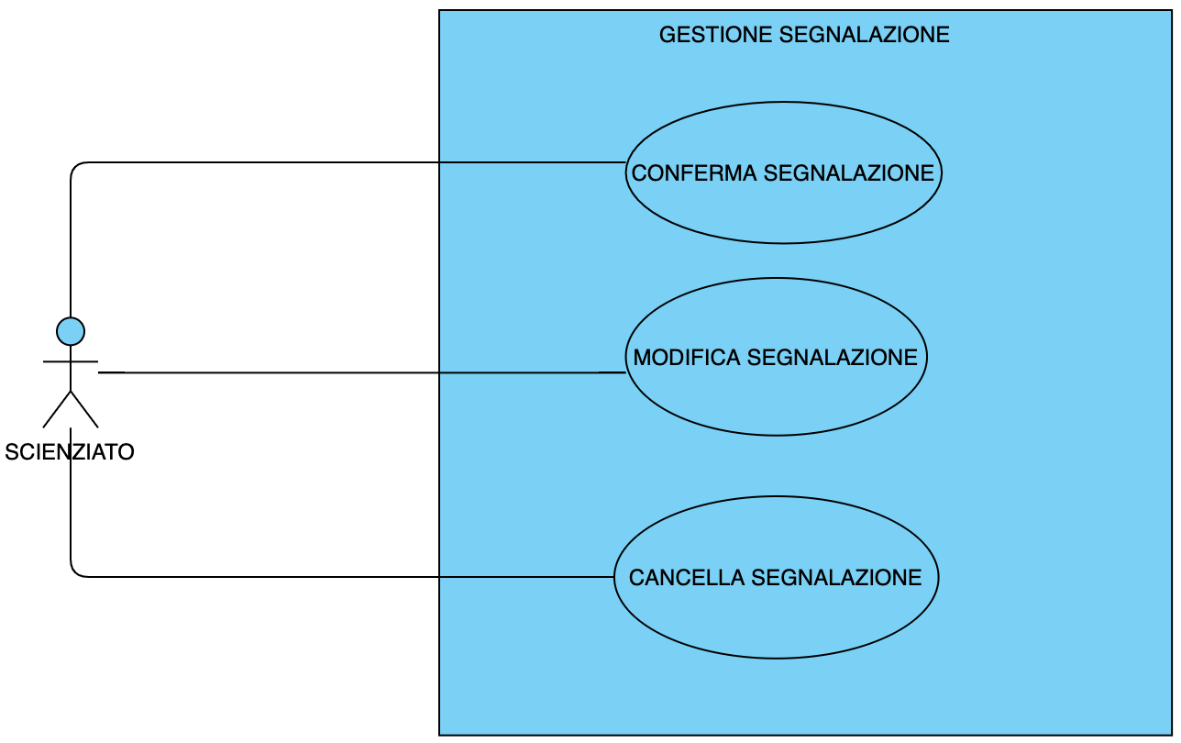 GESTIONE SEGNALAZIONE
CONFERMA SEGNALAZIONE
MODIFICA SEGNALAZIONE
SCIENZIATO
CANCELLA SEGNALAZIONE